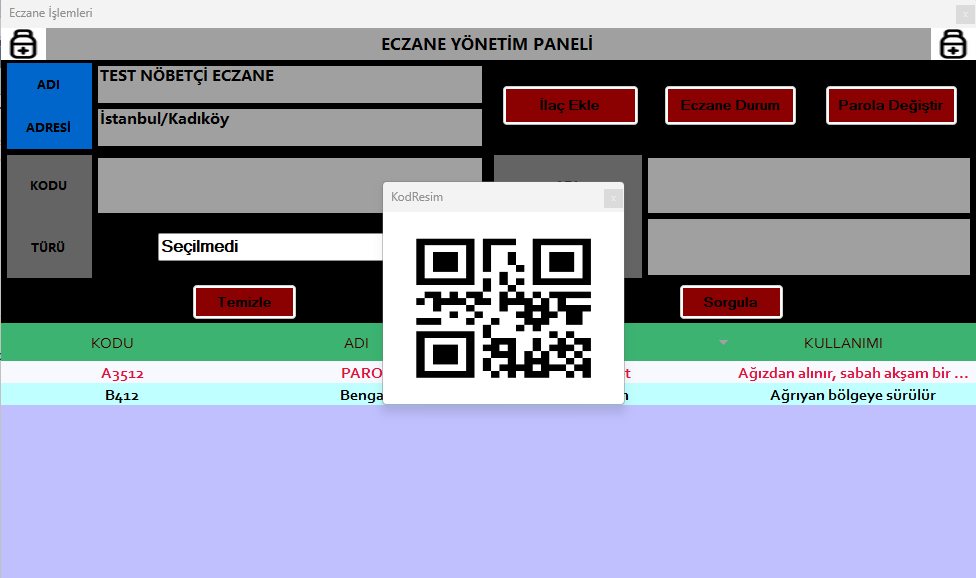 Eczane İşlemleri
ECZANE YÖNETİM PANELİ
ADI
TEST NÖBETÇİ ECZANE
ADRESİ
İstanbul/Kadıköy
İlaç Ekle
Eczane Durum
Parola Değiştir
KODU
KodResim
TÜRÜ
Seçilmedi
Temizle
Sorgula
KODU
ADI
KULLANIMI
A3512
PARO
t
Ağızdan alınır, sabah akşam bir ...
B412
Benga
Ağrıyan bölgeye sürülür